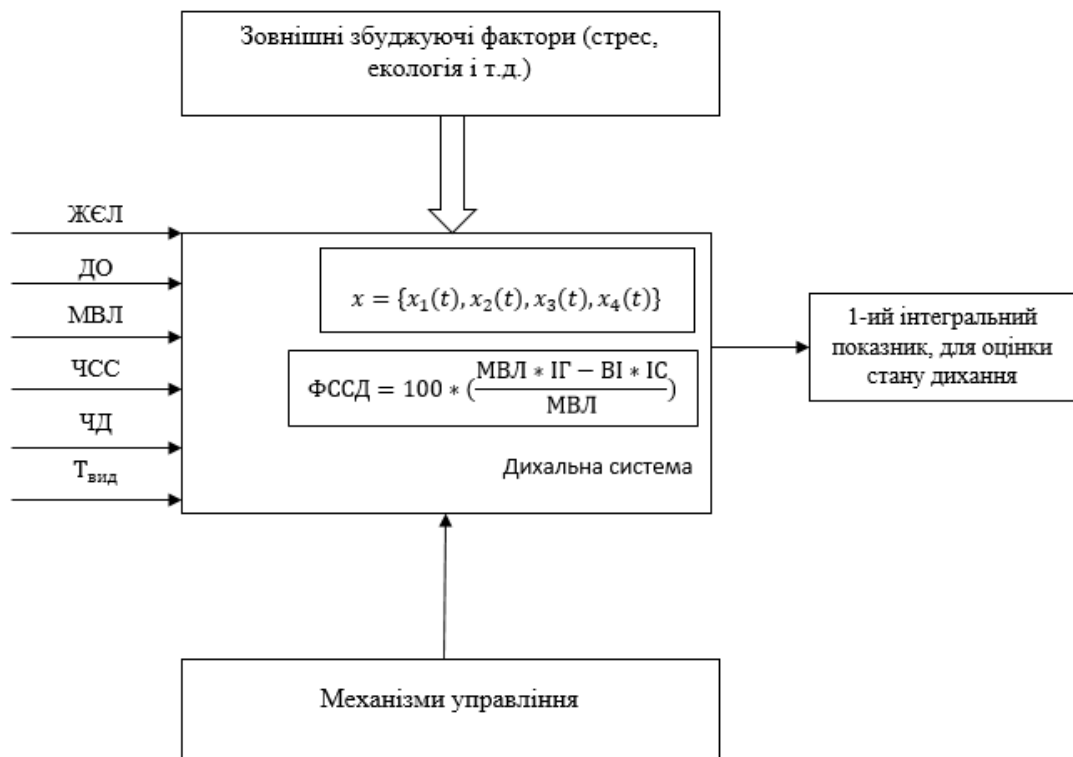 Зовнішні збуджуючі фактори (стрес,
екологія і т.д.)
ЖЄЛ
ДО
МВЛ
ЧСС
ЧД
Tвид
x = {x₁(t), x₂(t), x₃(t), x₄(t)}
ФССД = 100 * (МВЛ * ІГ − ВІ * ІС / МВЛ)
Дихальна система
1-ий інтегральний
показник, для оцінки
стану дихання
Механізми управління